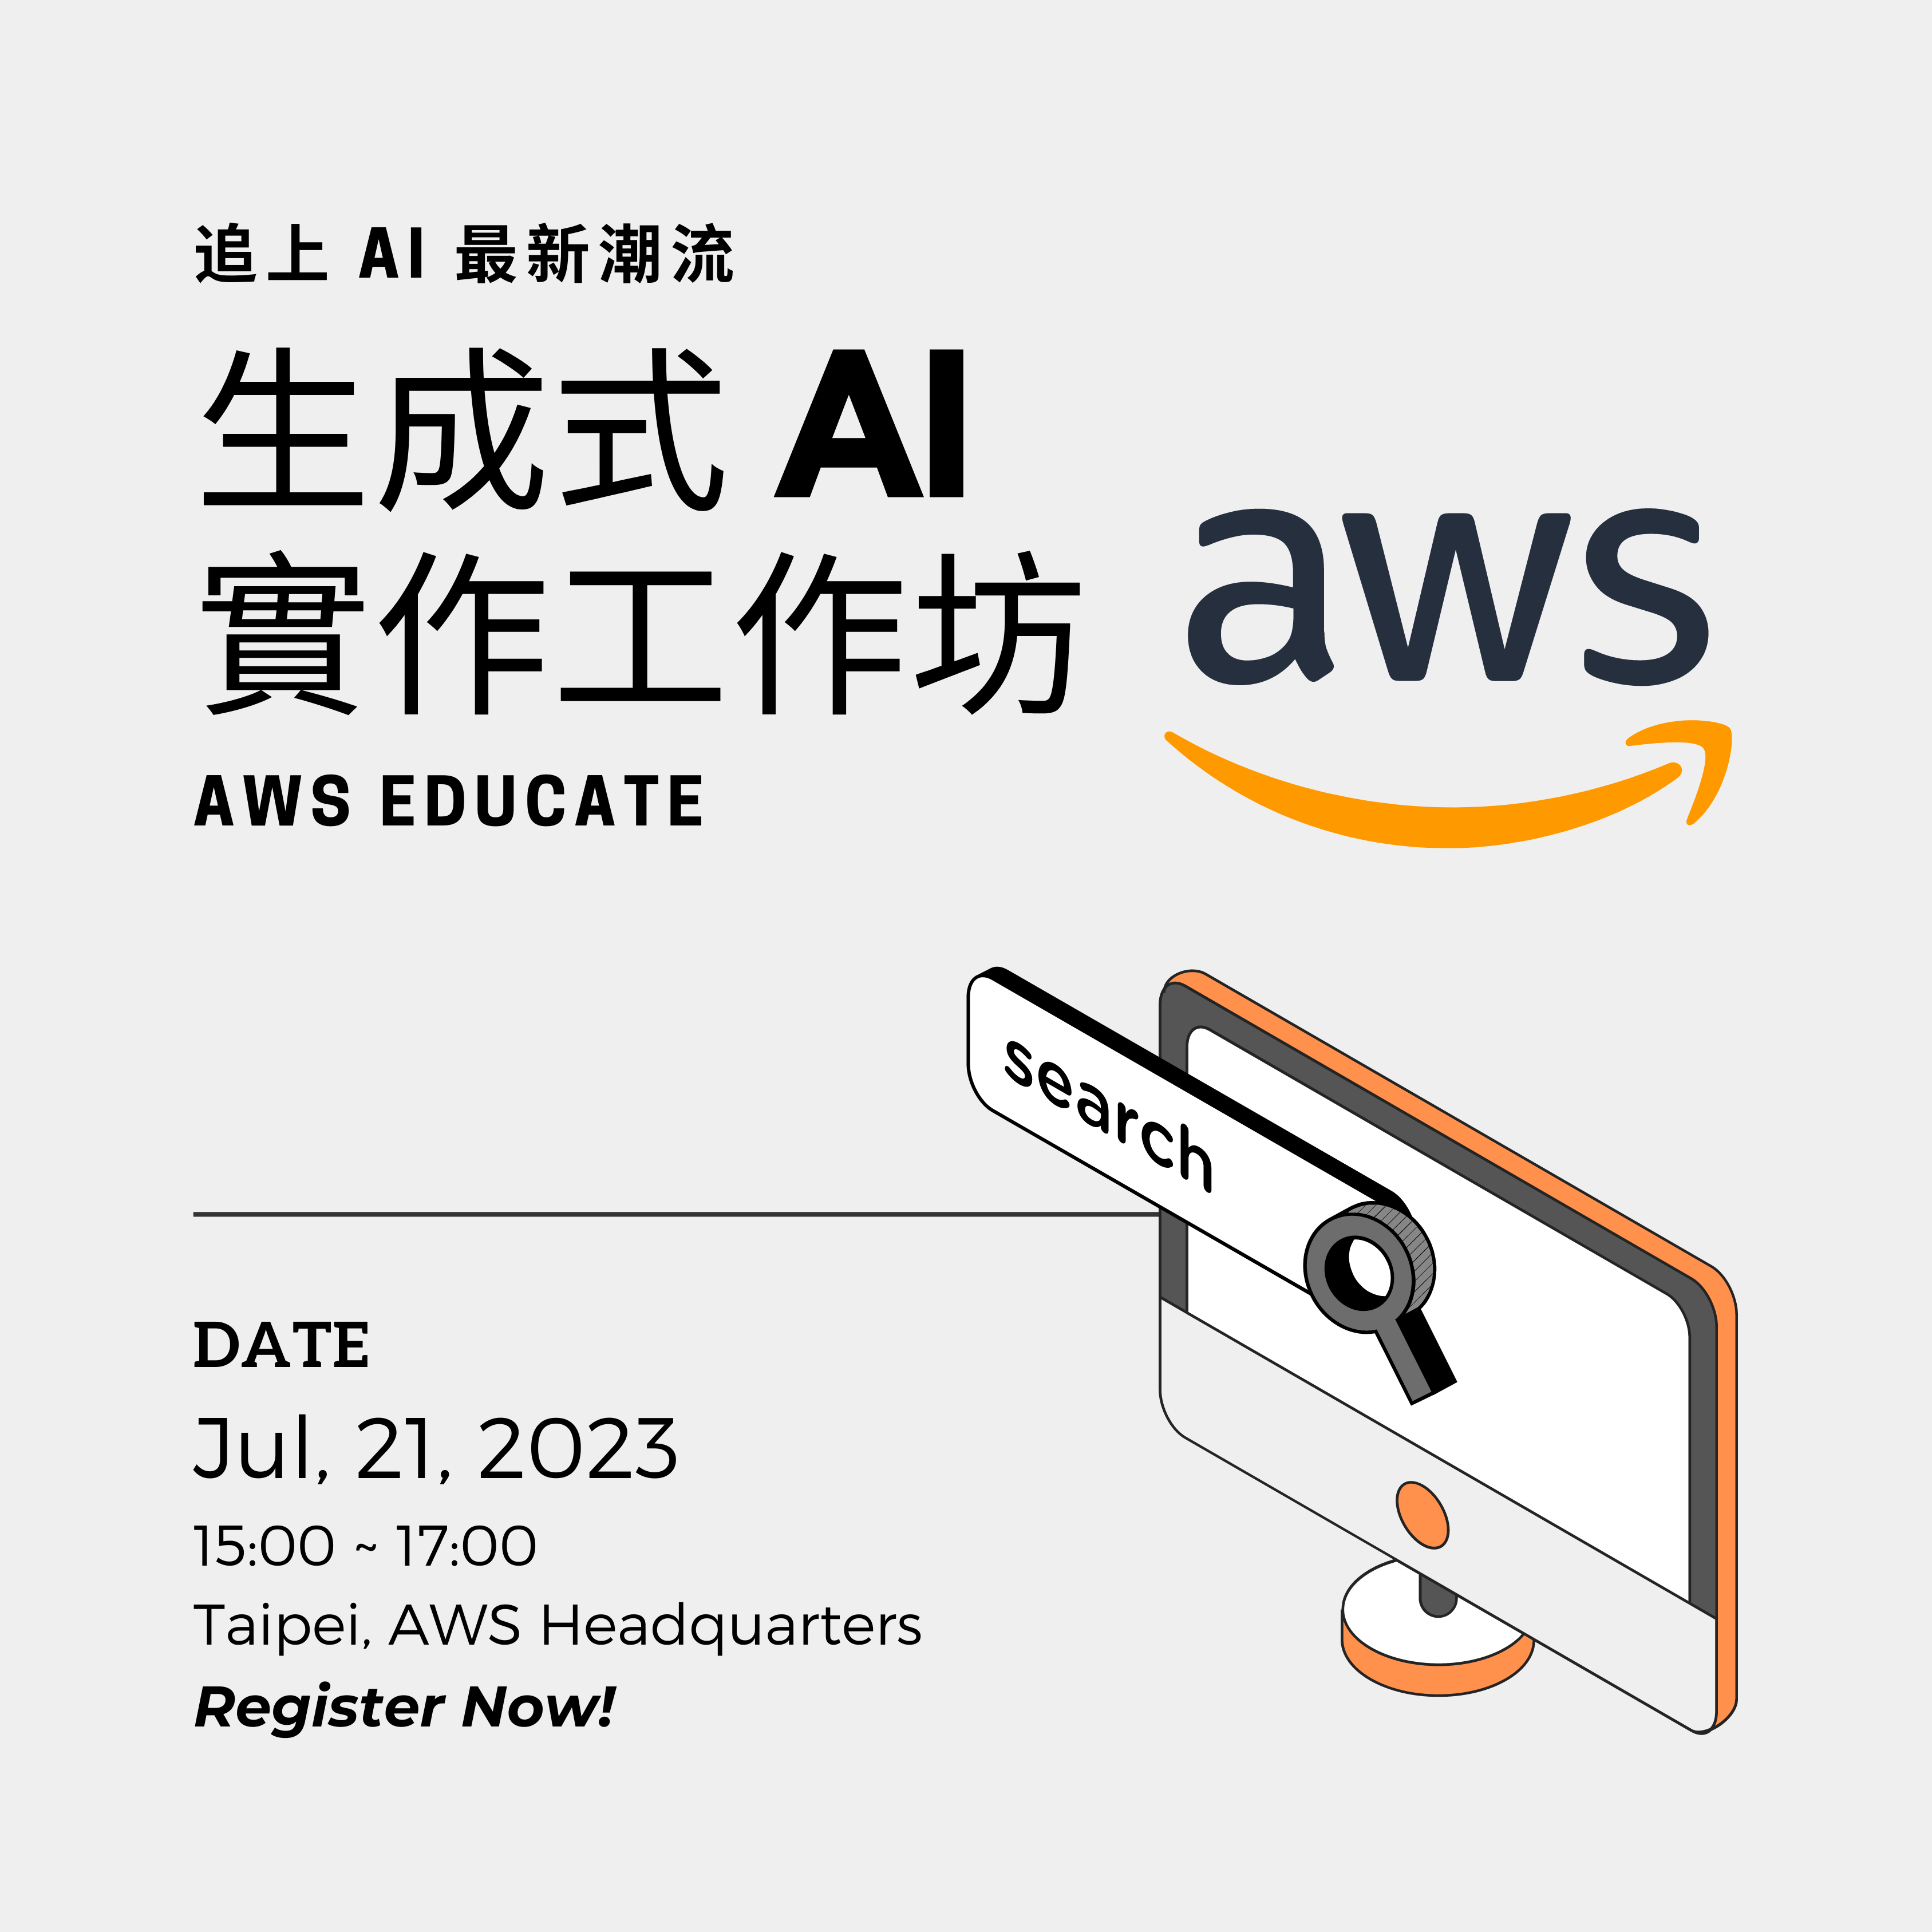 追上 AI 最新潮流
生成式 AI
實作工作坊
AWS EDUCATE
aws
search
DATE
Jul, 21, 2023
15:00 ~ 17:00
Taipei, AWS Headquarters
Register Now!